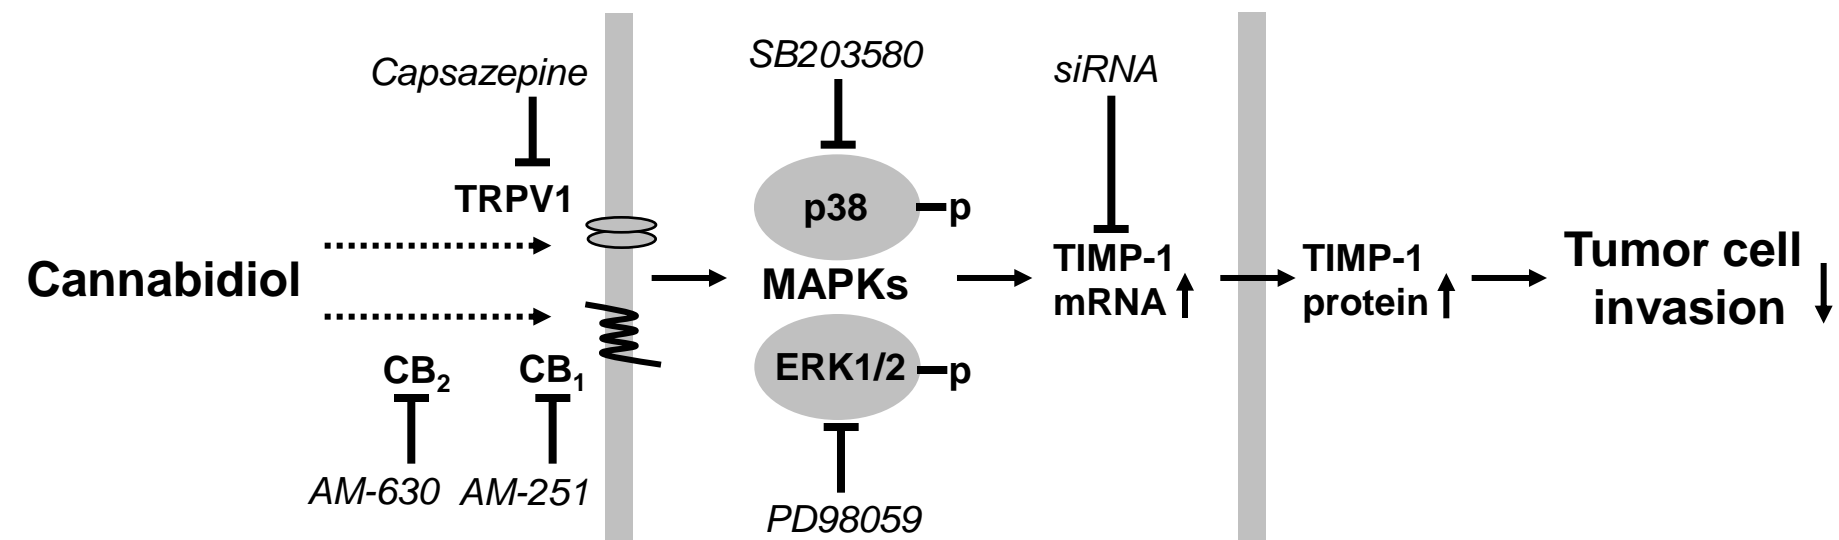 Capsazepine
SB203580
siRNA
TRPV1
p38
p
Cannabidiol
MAPKs
TIMP-1
mRNA
TIMP-1
protein
Tumor cell
invasion
CB2
CB1
ERK1/2
p
AM-630
AM-251
PD98059